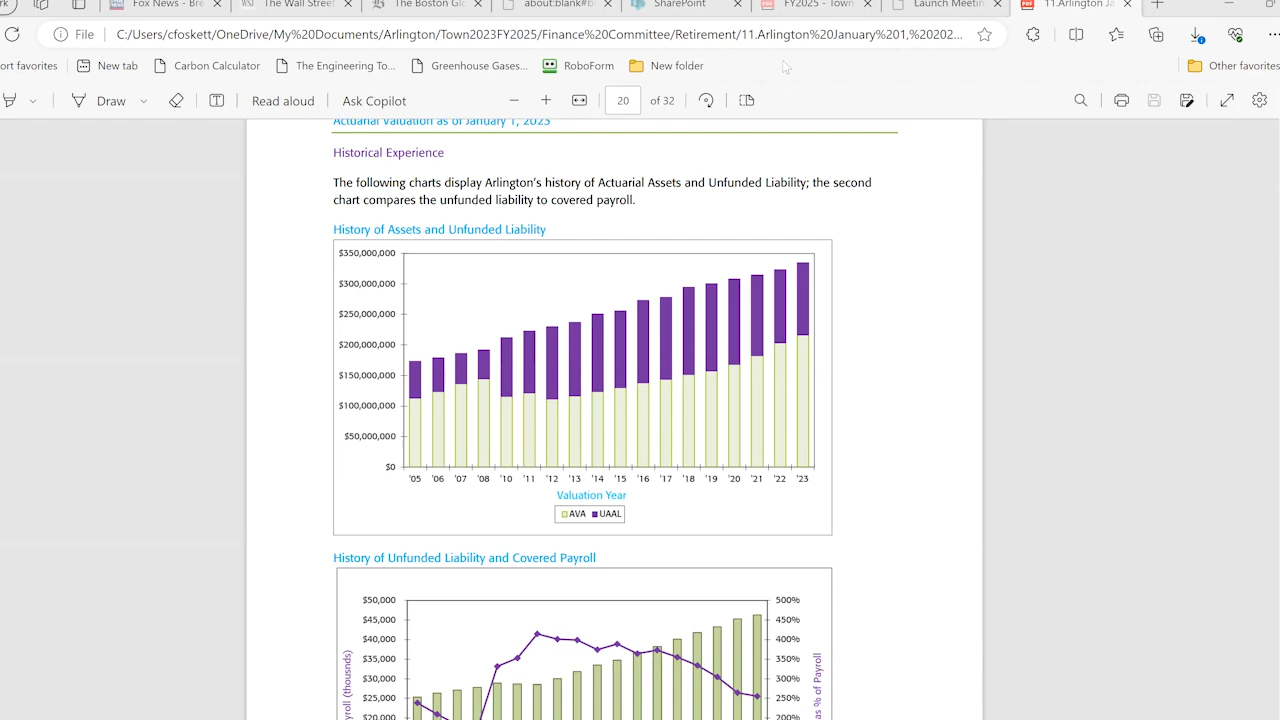 Fox News - Bre
The Wall Street
The Boston Glo
about:blank#bl
SharePoint
FY2025 - Town
Launch Meetin
11.Arlington Ja
File
C:/Users/cfoskett/OneDrive/My%20Documents/Arlington/Town2023FY2025/Finance%20Committee/Retirement/11.Arlington%20January%201,%20202...
ort favorites
New tab
Carbon Calculator
The Engineering To...
Greenhouse Gases...
RoboForm
New folder
Other favorites
Draw
Read aloud
Ask Copilot
20
of 32
Actuarial Valuation as of January 1, 2023
Historical Experience
The following charts display Arlington's history of Actuarial Assets and Unfunded Liability; the second
chart compares the unfunded liability to covered payroll.
History of Assets and Unfunded Liability
$350,000,000
$300,000,000
$250,000,000
$200,000,000
$150,000,000
$100,000,000
$50,000,000
$0
'05 '06 '07 '08 '10 '11 '12 '13 '14 '15 '16 '17 '18 '19 '20 '21 '22 '23
Valuation Year
AVA UAAL
History of Unfunded Liability and Covered Payroll
$50,000 500%
$45,000 450%
$40,000 400%
$35,000 350%
$30,000 300%
$25,000 250%
$20,000 200%
yroll (thousnds)
as % of Payroll